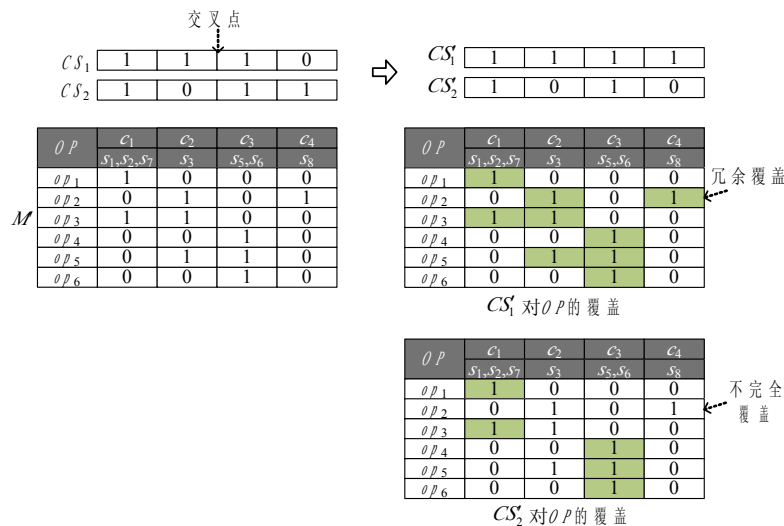 交叉点
CS1 1 1 1 0
CS2 1 0 1 1
CS′1 1 1 1 1
CS′2 1 0 1 0
M′
OP c1 c2 c3 c4
s1,s2,s7 s3 s5,s6 s8
op1 1 0 0 0
op2 0 1 0 1
op3 1 1 0 0
op4 0 0 1 0
op5 0 1 1 0
op6 0 0 1 0
OP c1 c2 c3 c4
s1,s2,s7 s3 s5,s6 s8
op1 1 0 0 0
op2 0 1 0 1
op3 1 1 0 0
op4 0 0 1 0
op5 0 1 1 0
op6 0 0 1 0
冗余覆盖
CS′1 对OP的覆盖
OP c1 c2 c3 c4
s1,s2,s7 s3 s5,s6 s8
op1 1 0 0 0
op2 0 1 0 1
op3 1 1 0 0
op4 0 0 1 0
op5 0 1 1 0
op6 0 0 1 0
不完全
覆盖
CS′2 对OP的覆盖